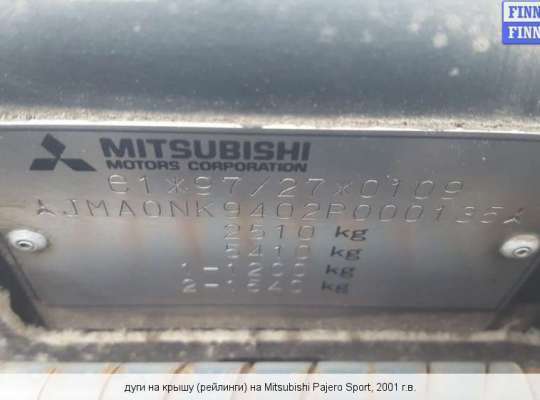 FINN
FINN
MITSUBISHI
MOTORS CORPORATION
e1*97/27*0109
*JMA0NK9402P000135*
2510 kg
5410 kg
1-1200 kg
2-1640 kg
дуги на крышу (рейлинги) на Mitsubishi Pajero Sport, 2001 г.в.